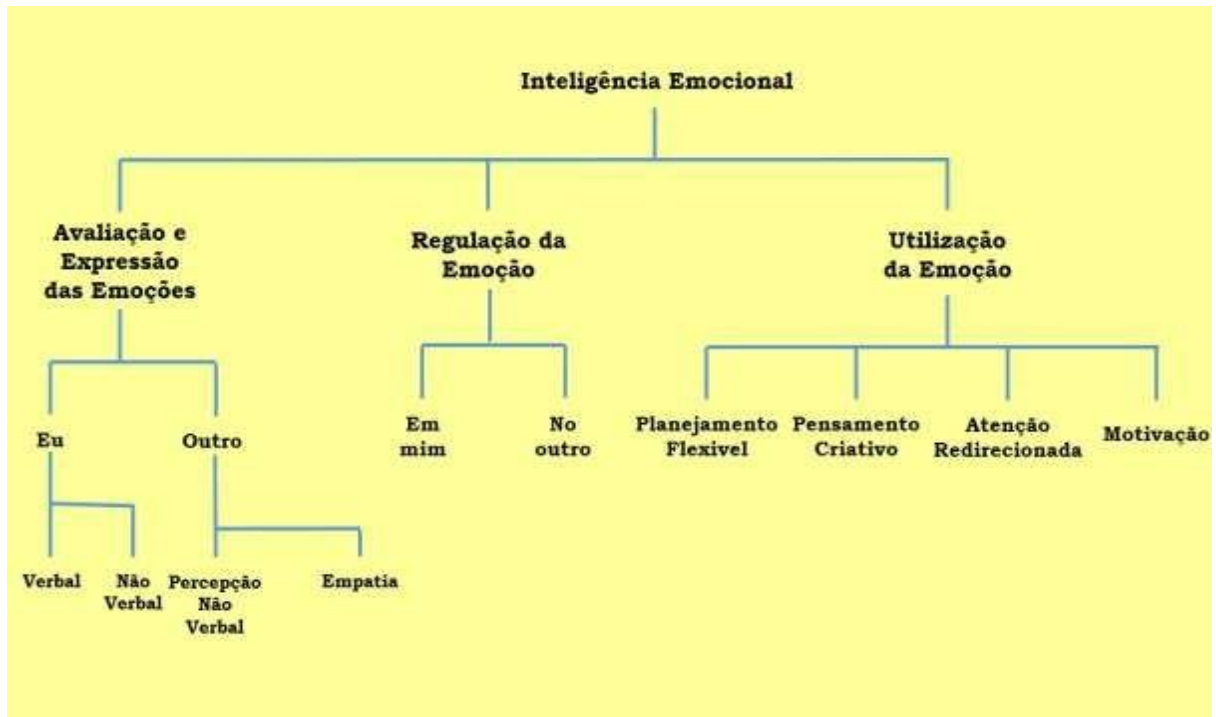 Inteligência Emocional
Avaliação e
Expressão
das Emoções
Regulação da
Emoção
Utilização
da Emoção
Eu
Outro
Em
mim
No
outro
Planejamento
Flexivel
Pensamento
Criativo
Atenção
Redirecionada
Motivação
Verbal
Não
Verbal
Percepção
Não
Verbal
Empatia